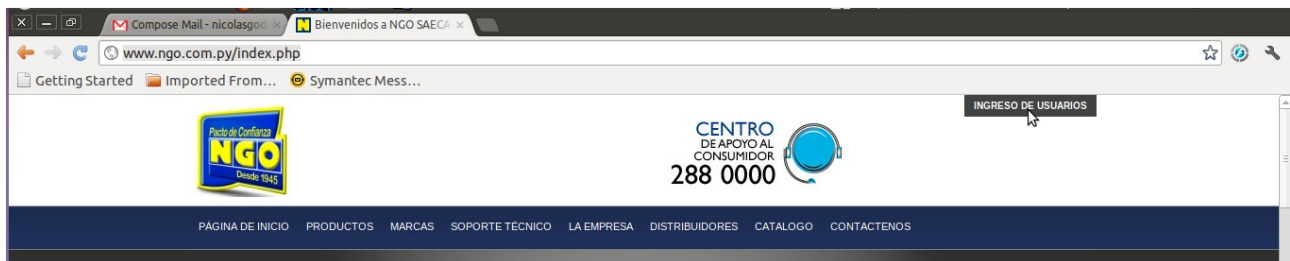 Compose Mail - nicolasgod
Bienvenidos a NGO SAECA
www.ngo.com.py/index.php
Getting Started
Imported From...
Symantec Mess...
INGRESO DE USUARIOS
Pacto de Confianza
NGO
Desde 1945
CENTRO
DE APOYO AL
CONSUMIDOR
288 0000
PÁGINA DE INICIO PRODUCTOS MARCAS SOPORTE TÉCNICO LA EMPRESA DISTRIBUIDORES CATALOGO CONTACTENOS